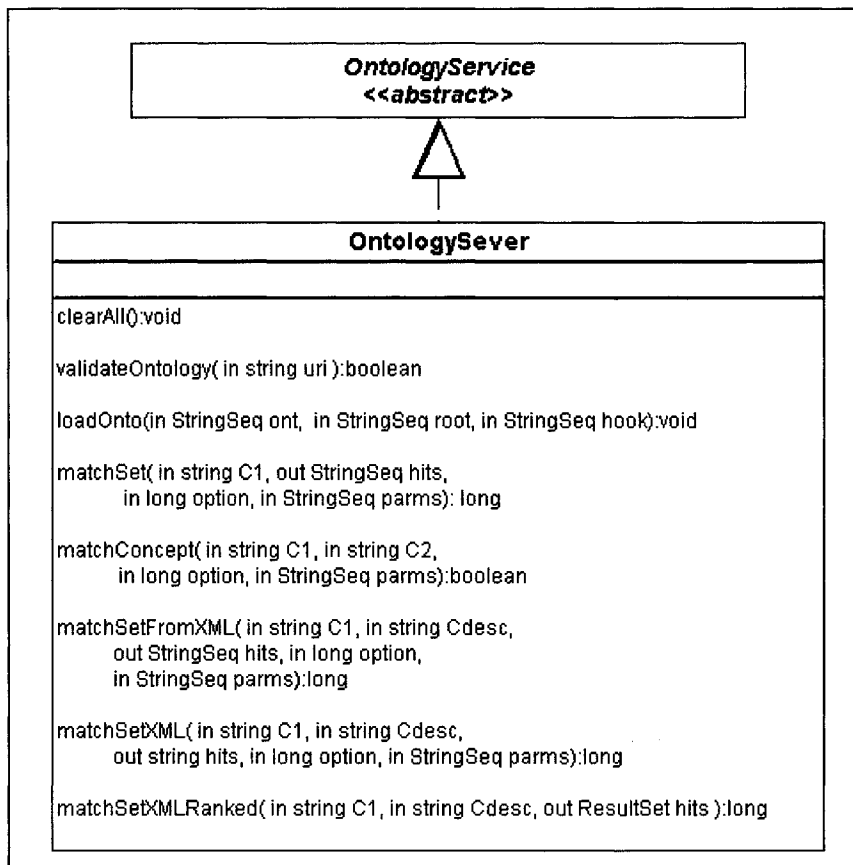 OntologyService
<<abstract>>
OntologySever
clearAll():void
validateOntology( in string uri ):boolean
loadOnto(in StringSeq ont, in StringSeq root, in StringSeq hook):void
matchSet( in string C1, out StringSeq hits,
in long option, in StringSeq parms): long
matchConcept( in string C1, in string C2,
in long option, in StringSeq parms):boolean
matchSetFromXML( in string C1, in string Cdesc,
out StringSeq hits, in long option,
in StringSeq parms):long
matchSetXML( in string C1, in string Cdesc,
out string hits, in long option, in StringSeq parms):long
matchSetXMLRanked( in string C1, in string Cdesc, out ResultSet hits ):long